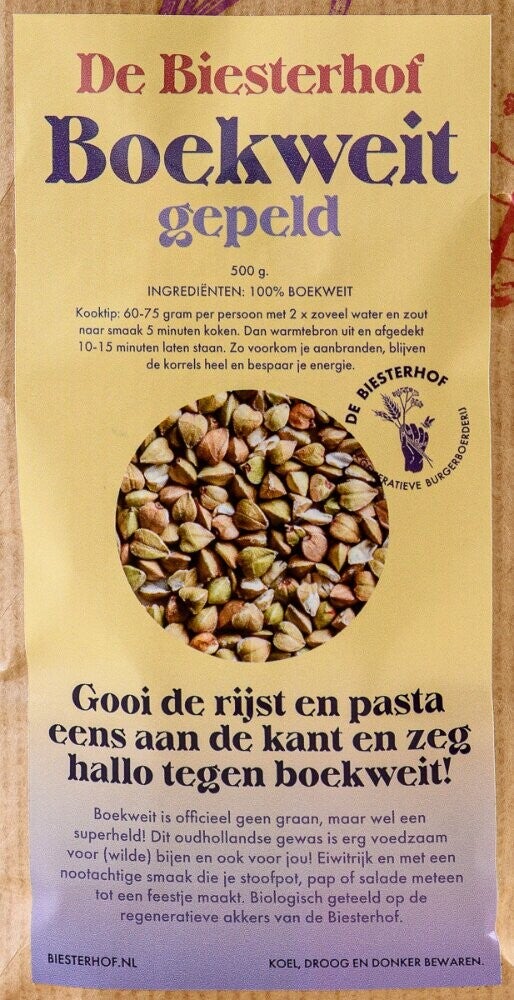 De Biesterhof
Boekweit
gepeld
500 g.
INGREDIËNTEN: 100% BOEKWEIT
Kooktip: 60-75 gram per persoon met 2 x zoveel water en zout
naar smaak 5 minuten koken. Dan warmtebron uit en afgedekt
10-15 minuten laten staan. Zo voorkom je aanbranden, blijven
de korrels heel en bespaar je energie.
DE BIESTERHOF
BURGERBOERDERIJ
Gooi de rijst en pasta
eens aan de kant en zeg
hallo tegen boekweit!
Boekweit is officieel geen graan, maar wel een
superheld! Dit oudhollandse gewas is erg voedzaam
voor (wilde) bijen en ook voor jou! Eiwitrijk en met een
nootachtige smaak die je stoofpot, pap of salade meteen
tot een feestje maakt. Biologisch geteeld op de
regeneratieve akkers van de Biesterhof.
BIESTERHOF.NL
KOEL, DROOG EN DONKER BEWAREN.